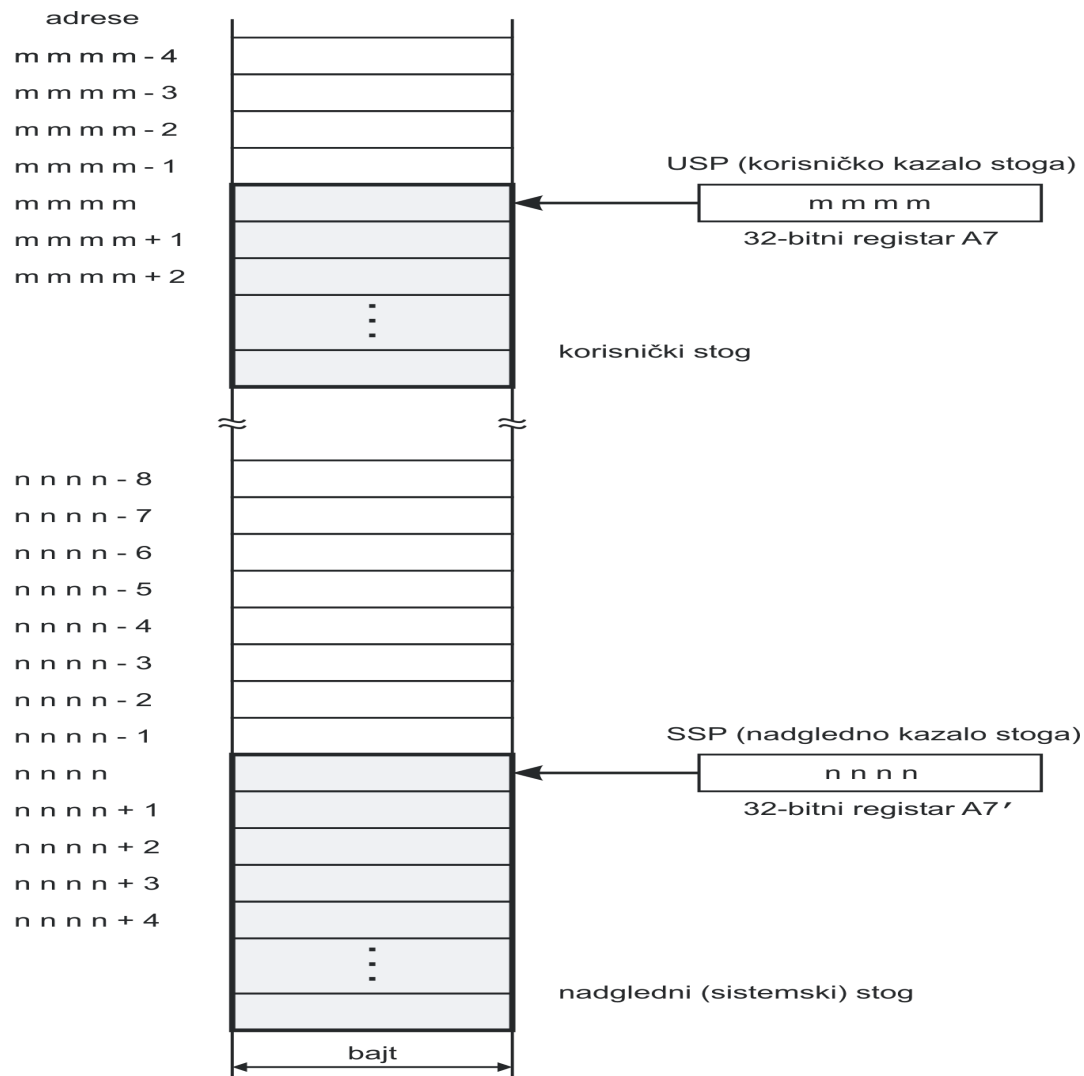 adrese
m m m m - 4
m m m m - 3
m m m m - 2
m m m m - 1
USP (korisničko kazalo stoga)
m m m m
m m m m
m m m m + 1
32-bitni registar A7
m m m m + 2
korisnički stog
n n n n - 8
n n n n - 7
n n n n - 6
n n n n - 5
n n n n - 4
n n n n - 3
n n n n - 2
n n n n - 1
SSP (nadgledno kazalo stoga)
n n n n
n n n n
n n n n + 1
32-bitni registar A7′
n n n n + 2
n n n n + 3
n n n n + 4
nadgledni (sistemski) stog
bajt